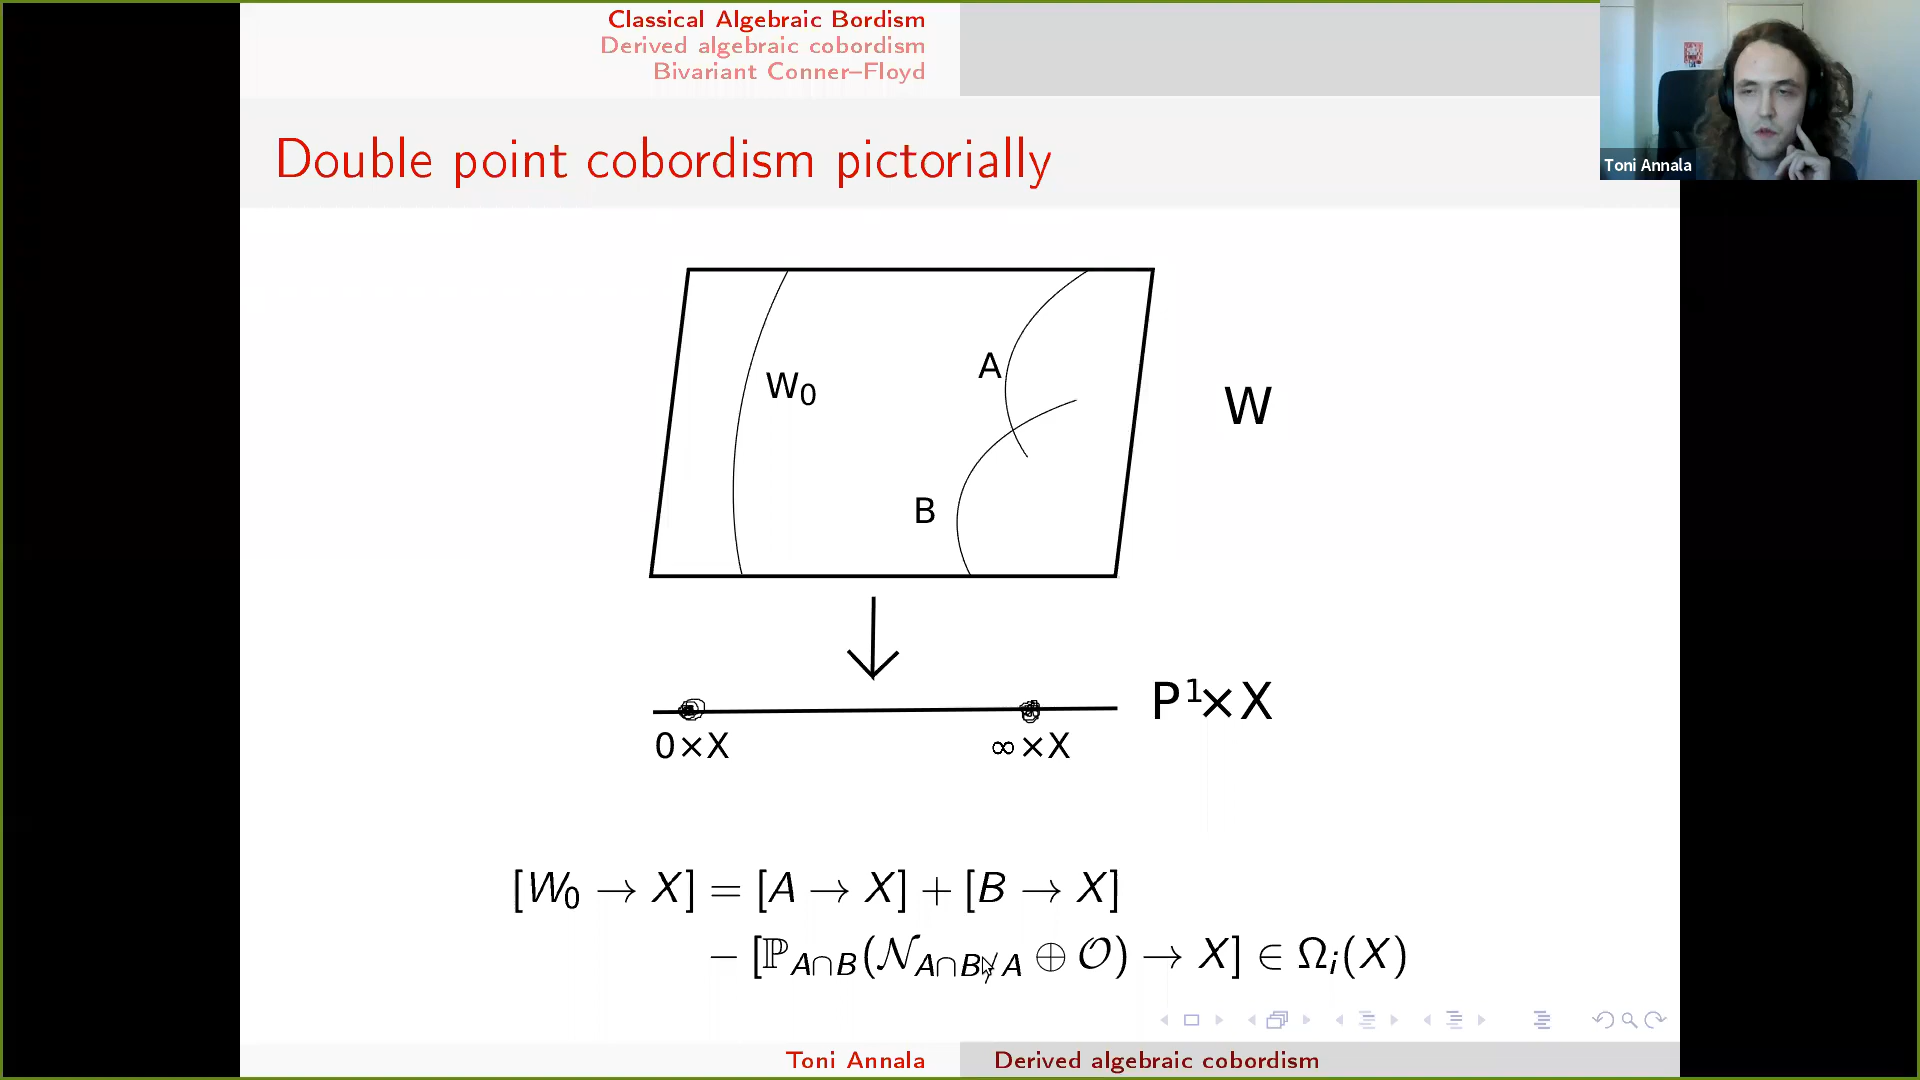 Classical Algebraic Bordism
Derived algebraic cobordism
Bivariant Conner–Floyd
Toni Annala
Double point cobordism pictorially
W₀
A
B
W
P¹×X
0×X
∞×X
[W₀ → X] = [A → X] + [B → X]
− [ℙ_{A∩B}(𝒩_{A∩B/A} ⊕ 𝒪) → X] ∈ Ω_i(X)
Toni Annala
Derived algebraic cobordism